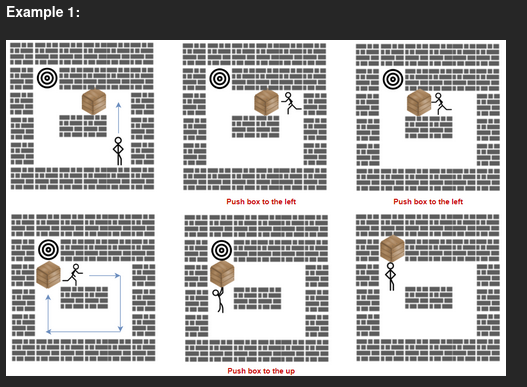 Example 1:
Push box to the left
Push box to the left
Push box to the up